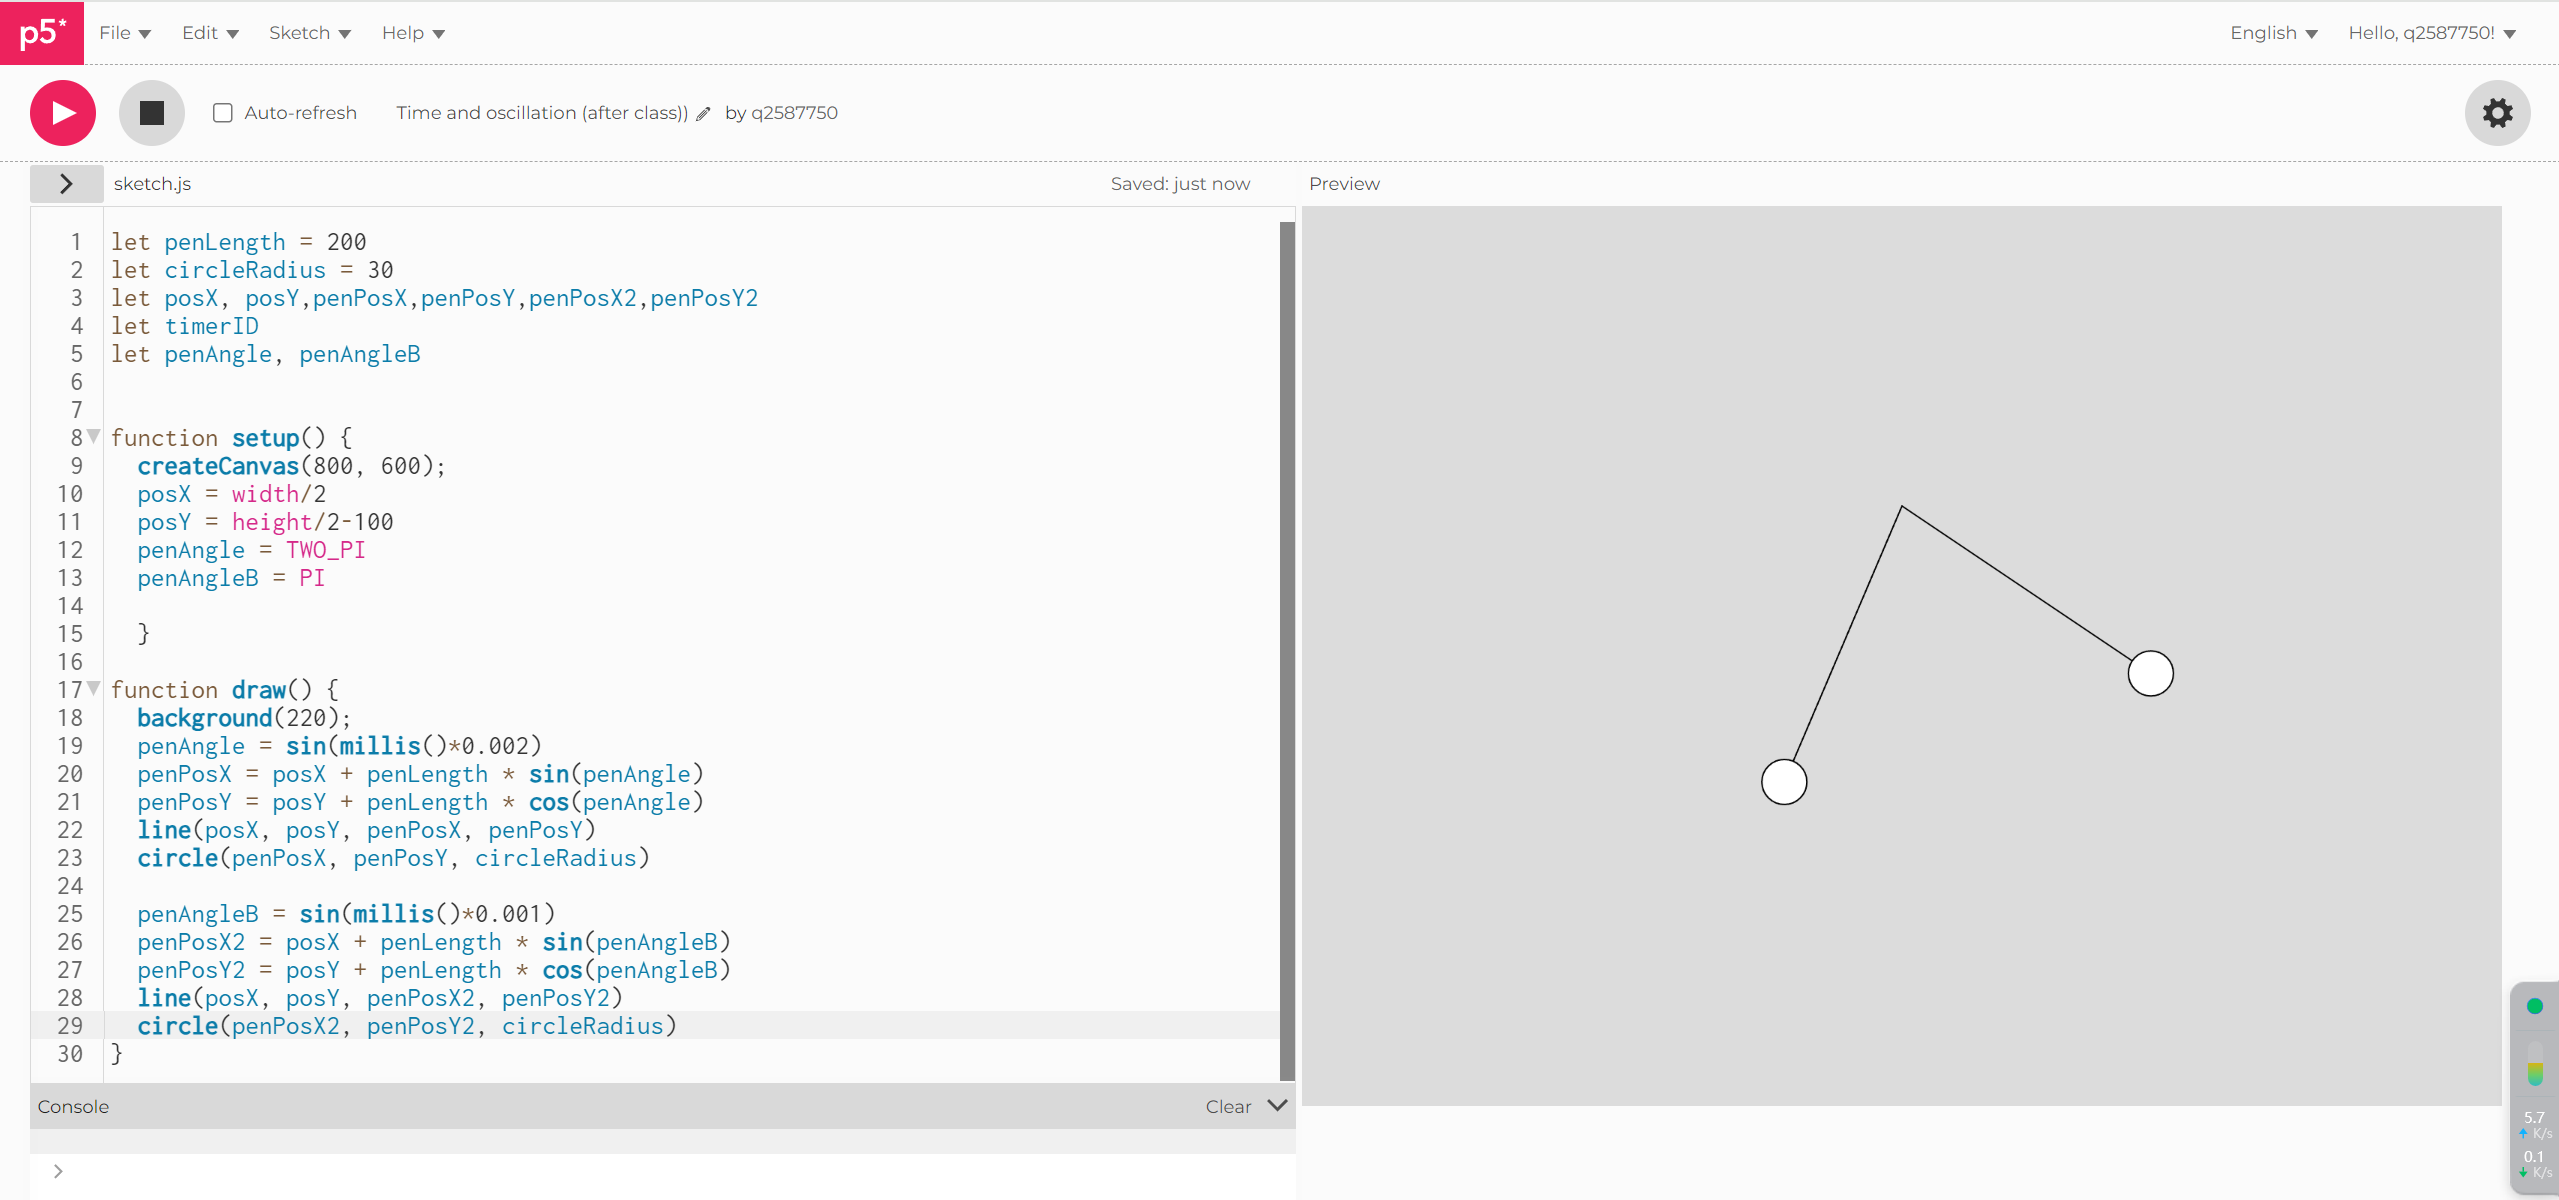 p5*
File Edit Sketch Help English Hello, q2587750!
Auto-refresh Time and oscillation (after class)) by q2587750
sketch.js Saved: just now Preview
1 let penLength = 200
2 let circleRadius = 30
3 let posX, posY,penPosX,penPosY,penPosX2,penPosY2
4 let timerID
5 let penAngle, penAngleB
6
7
8 function setup() {
9 createCanvas(800, 600);
10 posX = width/2
11 posY = height/2-100
12 penAngle = TWO_PI
13 penAngleB = PI
14
15 }
16
17 function draw() {
18 background(220);
19 penAngle = sin(millis()*0.002)
20 penPosX = posX + penLength * sin(penAngle)
21 penPosY = posY + penLength * cos(penAngle)
22 line(posX, posY, penPosX, penPosY)
23 circle(penPosX, penPosY, circleRadius)
24
25 penAngleB = sin(millis()*0.001)
26 penPosX2 = posX + penLength * sin(penAngleB)
27 penPosY2 = posY + penLength * cos(penAngleB)
28 line(posX, posY, penPosX2, penPosY2)
29 circle(penPosX2, penPosY2, circleRadius)
30 }
Console Clear
5.7
K/s
0.1
K/s